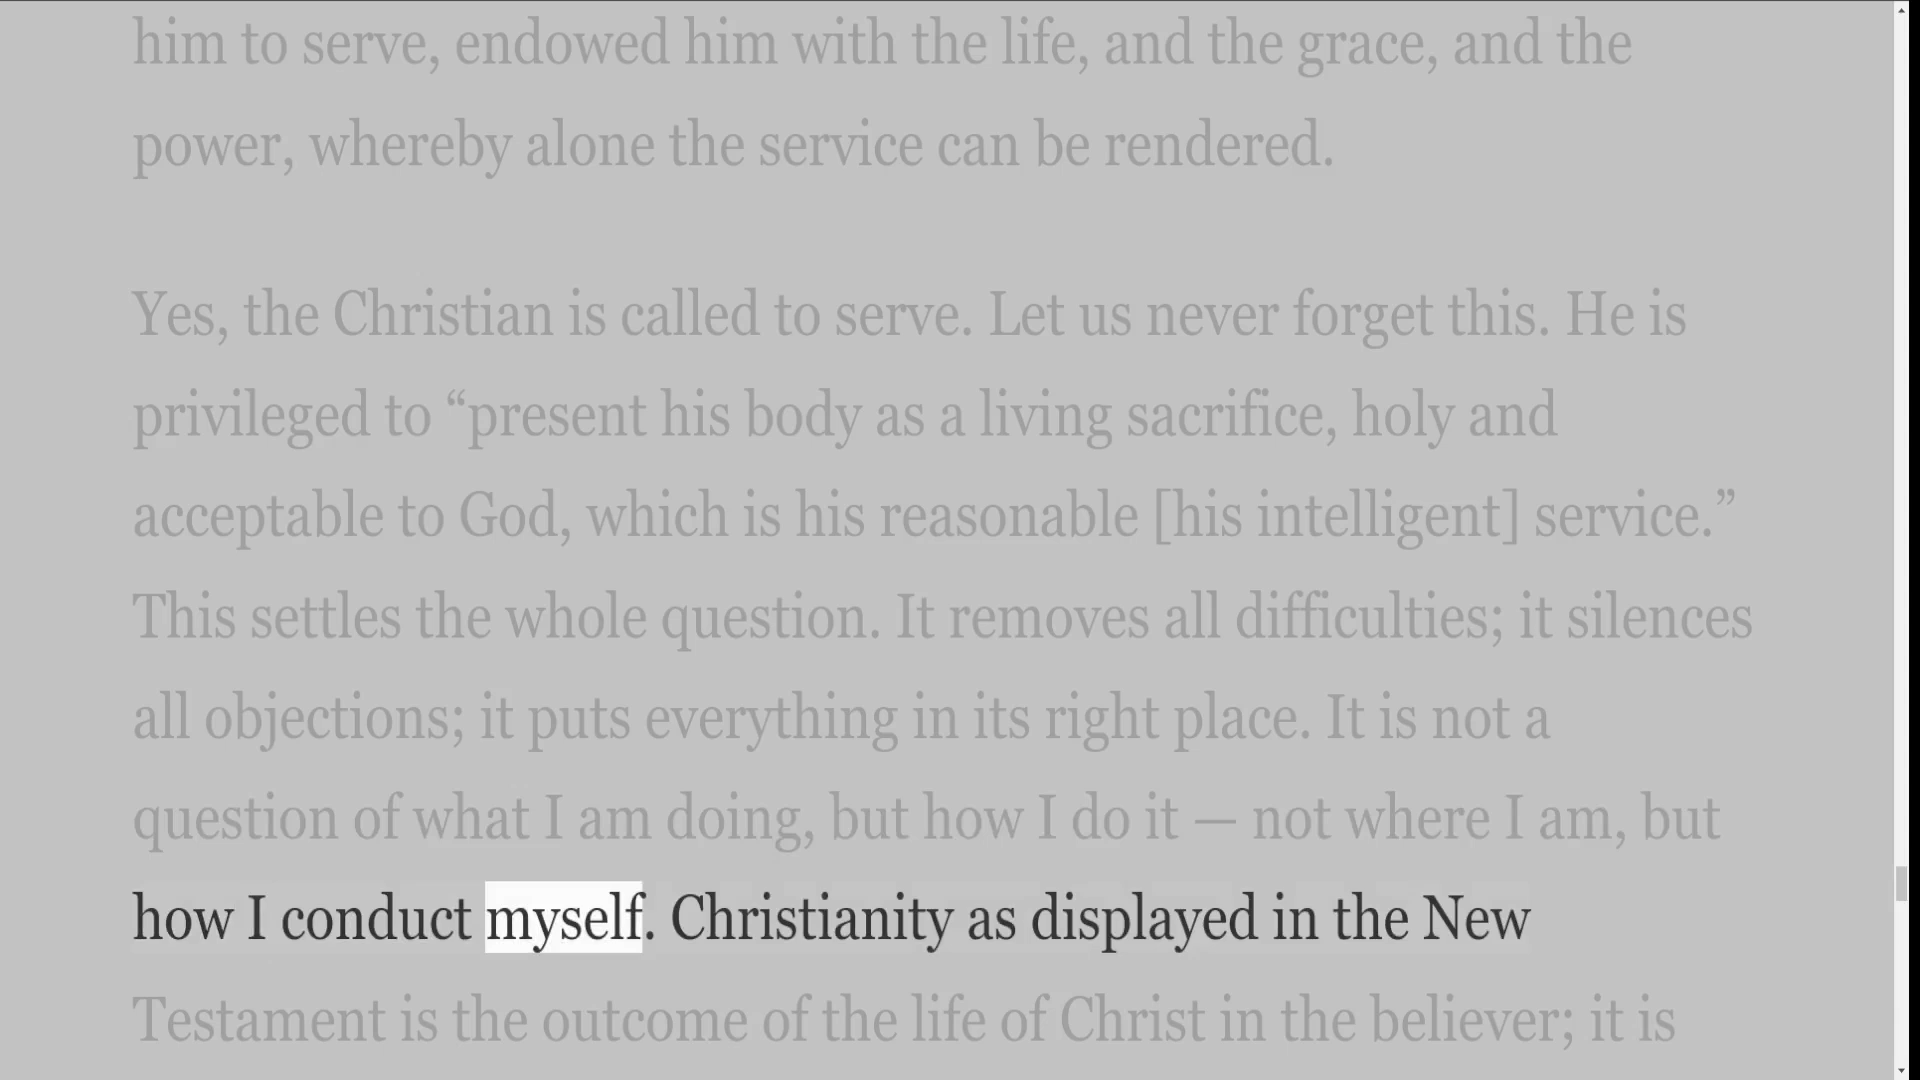 him to serve, endowed him with the life, and the grace, and the
power, whereby alone the service can be rendered.
Yes, the Christian is called to serve. Let us never forget this. He is
privileged to “present his body as a living sacrifice, holy and
acceptable to God, which is his reasonable [his intelligent] service.”
This settles the whole question. It removes all difficulties; it silences
all objections; it puts everything in its right place. It is not a
question of what I am doing, but how I do it — not where I am, but
how I conduct myself. Christianity as displayed in the New
Testament is the outcome of the life of Christ in the believer; it is